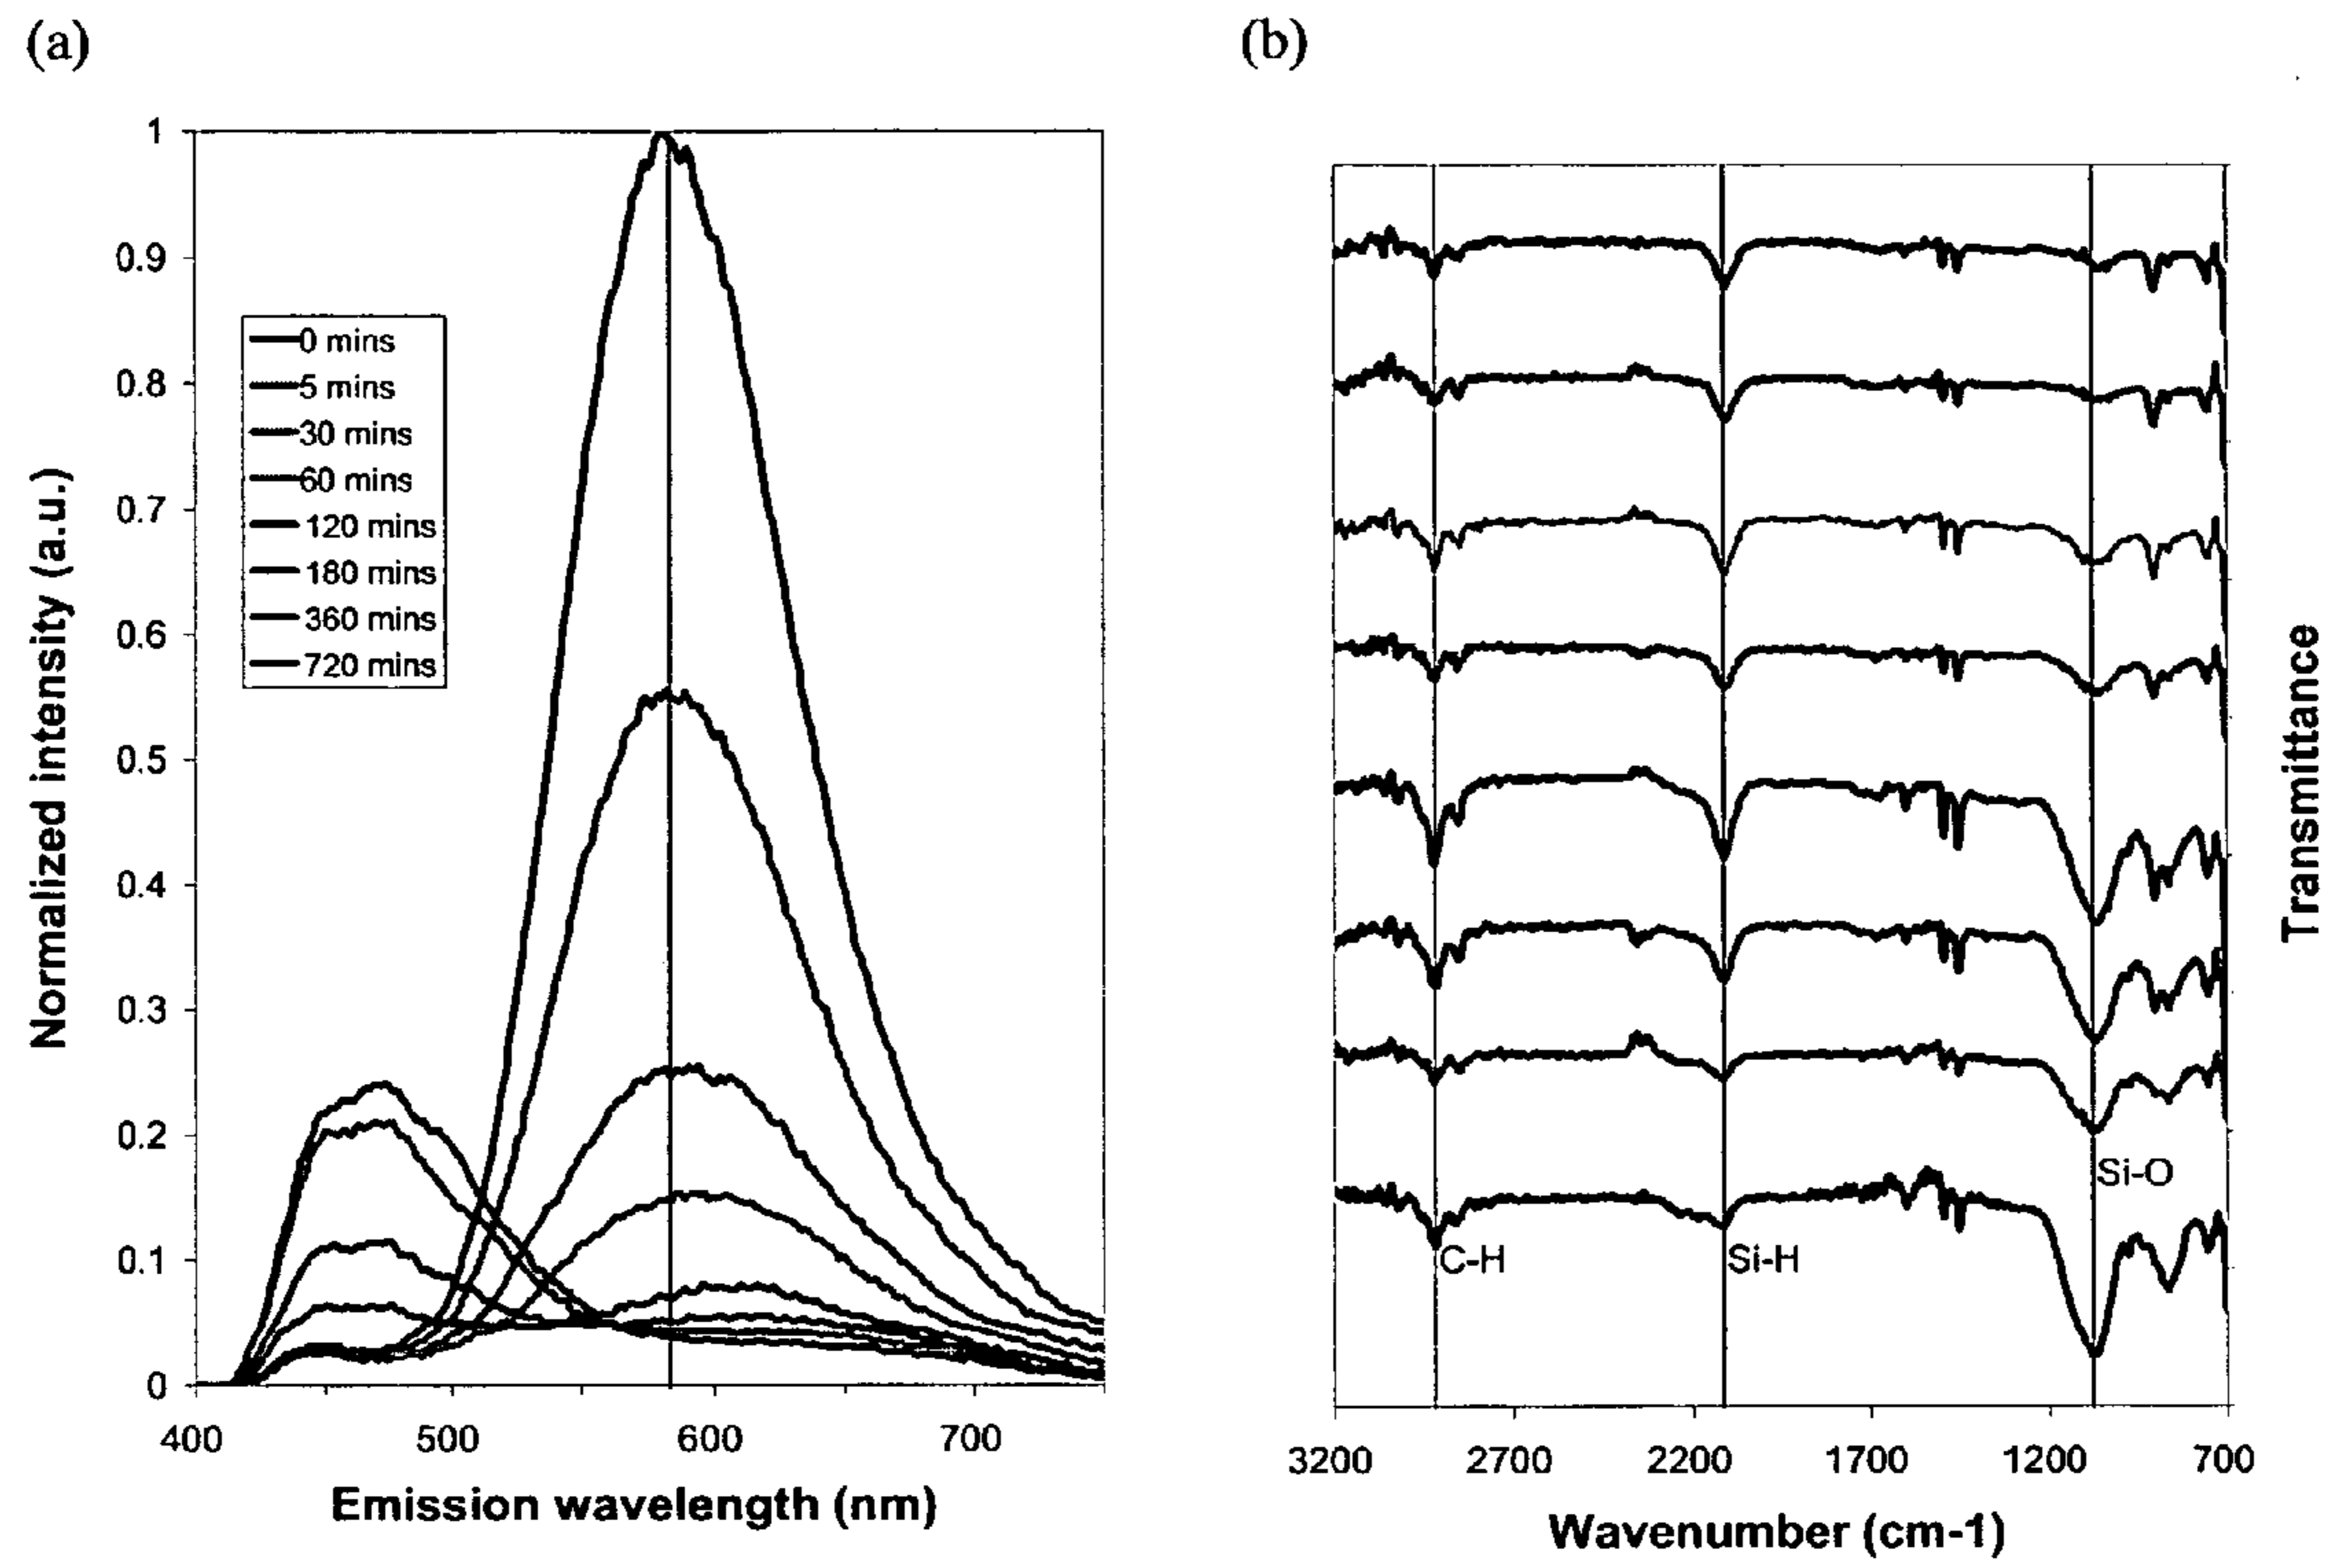 (a)
(b)
1
0.9
0.8
0.7
0.6
0.5
0.4
0.3
0.2
0.1
0
Normalized intensity (a.u.)
0 mins
5 mins
30 mins
60 mins
120 mins
180 mins
360 mins
720 mins
400 500 600 700
Emission wavelength (nm)
C-H
Si-H
Si-O
Transmittance
3200 2700 2200 1700 1200 700
Wavenumber (cm-1)